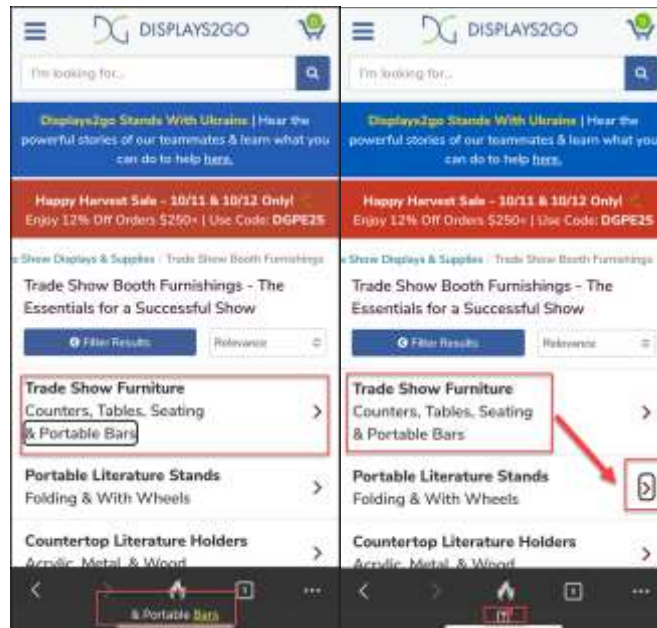 DISPLAYS2GO
I'm looking for...
Displays2go Stands With Ukraine | Hear the
powerful stories of our teammates & learn what you
can do to help here.
Happy Harvest Sale - 10/11 & 10/12 Only!
Enjoy 12% Off Orders $250+ | Use Code: DGPE25
Show Displays & Supplies Trade Show Booth Furnishings
Trade Show Booth Furnishings - The
Essentials for a Successful Show
Filter Results
Relevance
Trade Show Furniture
Counters, Tables, Seating
& Portable Bars
Portable Literature Stands
Folding & With Wheels
Countertop Literature Holders
Acrylic, Metal, & Wood
& Portable Bars
DISPLAYS2GO
I'm looking for...
Displays2go Stands With Ukraine | Hear the
powerful stories of our teammates & learn what you
can do to help here.
Happy Harvest Sale - 10/11 & 10/12 Only!
Enjoy 12% Off Orders $250+ | Use Code: DGPE25
Show Displays & Supplies Trade Show Booth Furnishings
Trade Show Booth Furnishings - The
Essentials for a Successful Show
Filter Results
Relevance
Trade Show Furniture
Counters, Tables, Seating
& Portable Bars
Portable Literature Stands
Folding & With Wheels
Countertop Literature Holders
Acrylic, Metal, & Wood